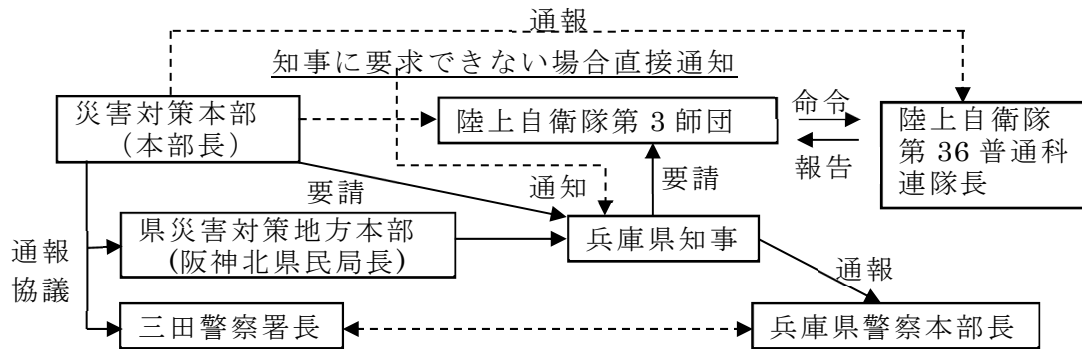 通報
知事に要求できない場合直接通知
災害対策本部
（本部長）
陸上自衛隊第３師団
命令
報告
陸上自衛隊
第 36 普通科
連隊長
要請
通知
要請
県災害対策地方本部
(阪神北県民局長)
兵庫県知事
通報
協議
通報
三田警察署長
兵庫県警察本部長